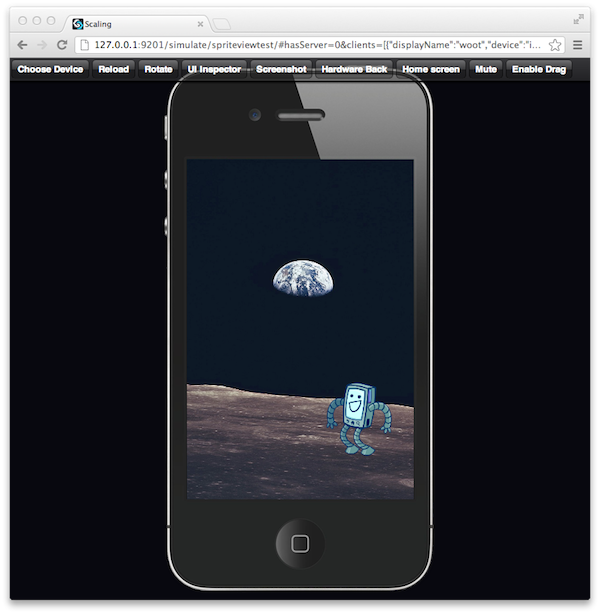 Scaling
127.0.0.1:9201/simulate/spriteviewtest/#hasServer=0&clients=[{"displayName":"woot","device":"i...
Choose Device Reload Rotate UI Inspector Screenshot Hardware Back Home screen Mute Enable Drag